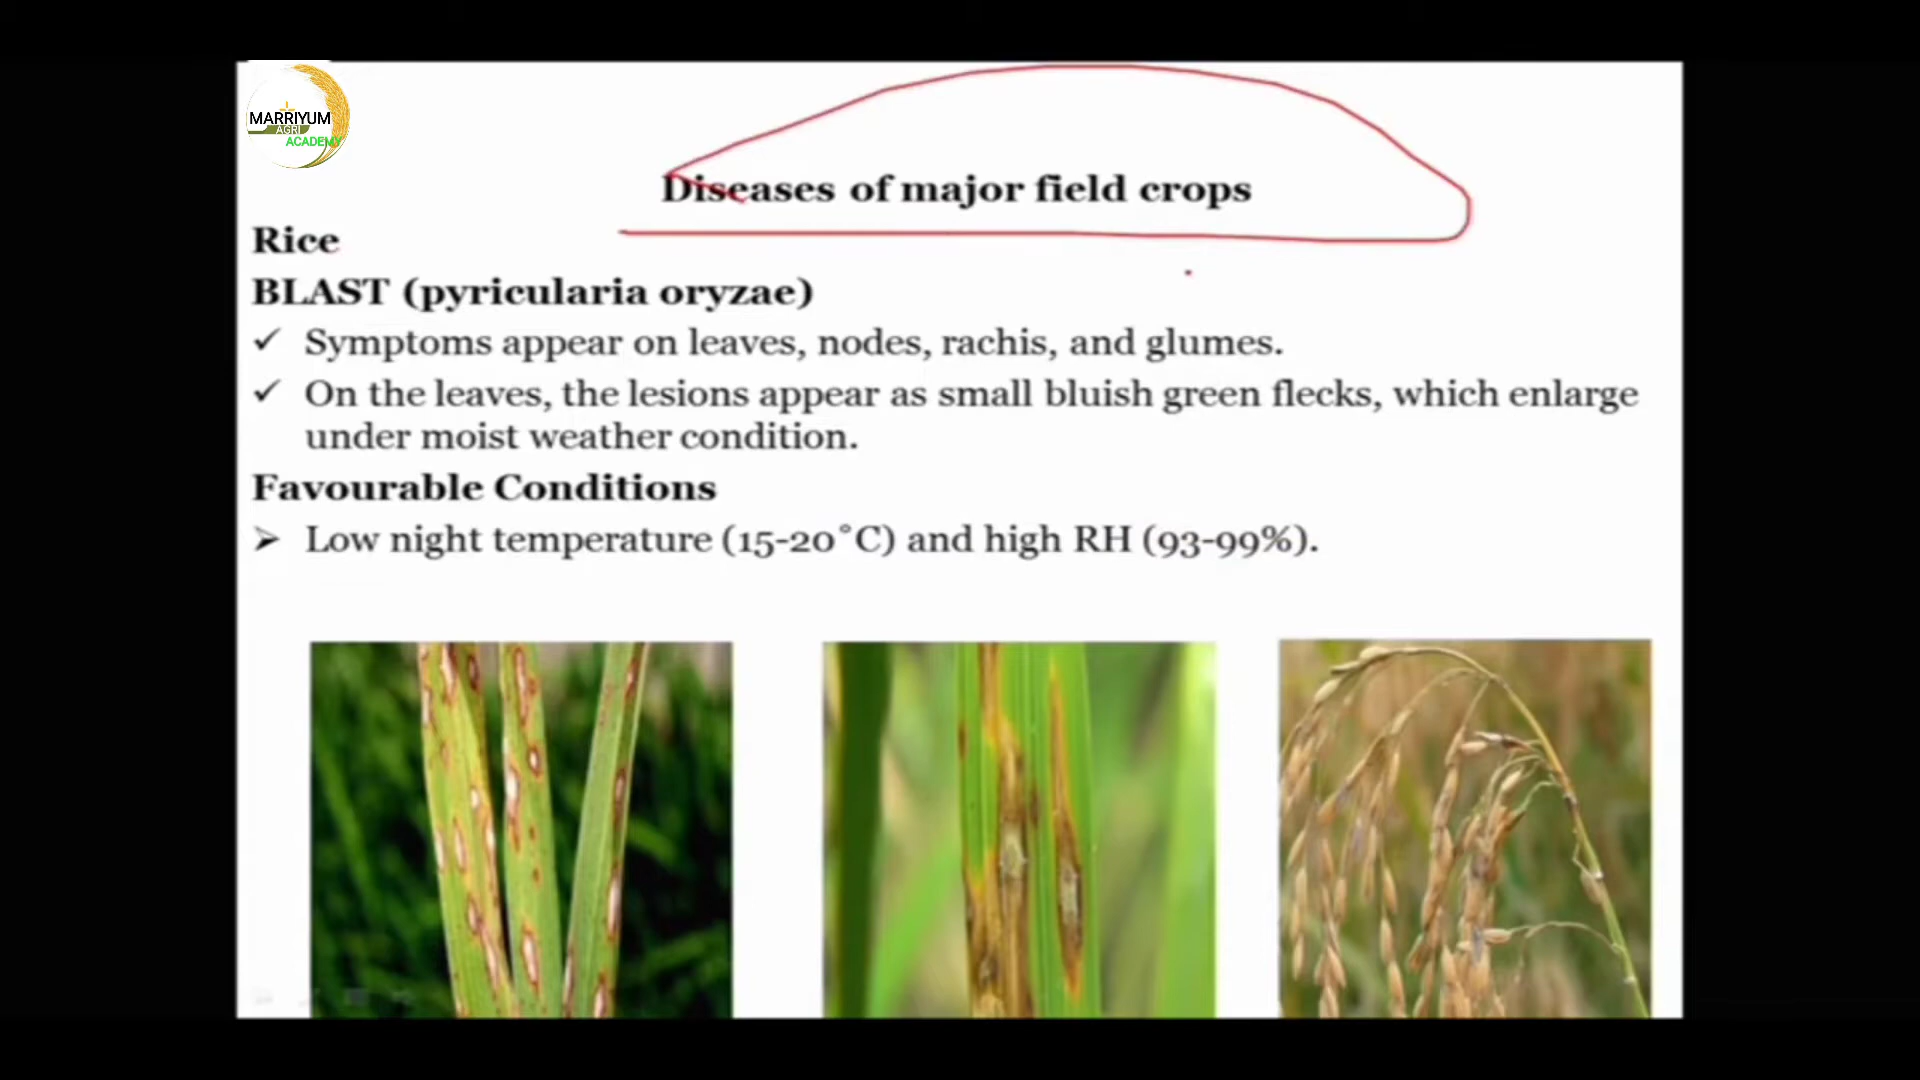 MARRIYUM
AGRI
ACADEMY
Diseases of major field crops
Rice
BLAST (pyricularia oryzae)
✓ Symptoms appear on leaves, nodes, rachis, and glumes.
✓ On the leaves, the lesions appear as small bluish green flecks, which enlarge
under moist weather condition.
Favourable Conditions
➢ Low night temperature (15-20°C) and high RH (93-99%).